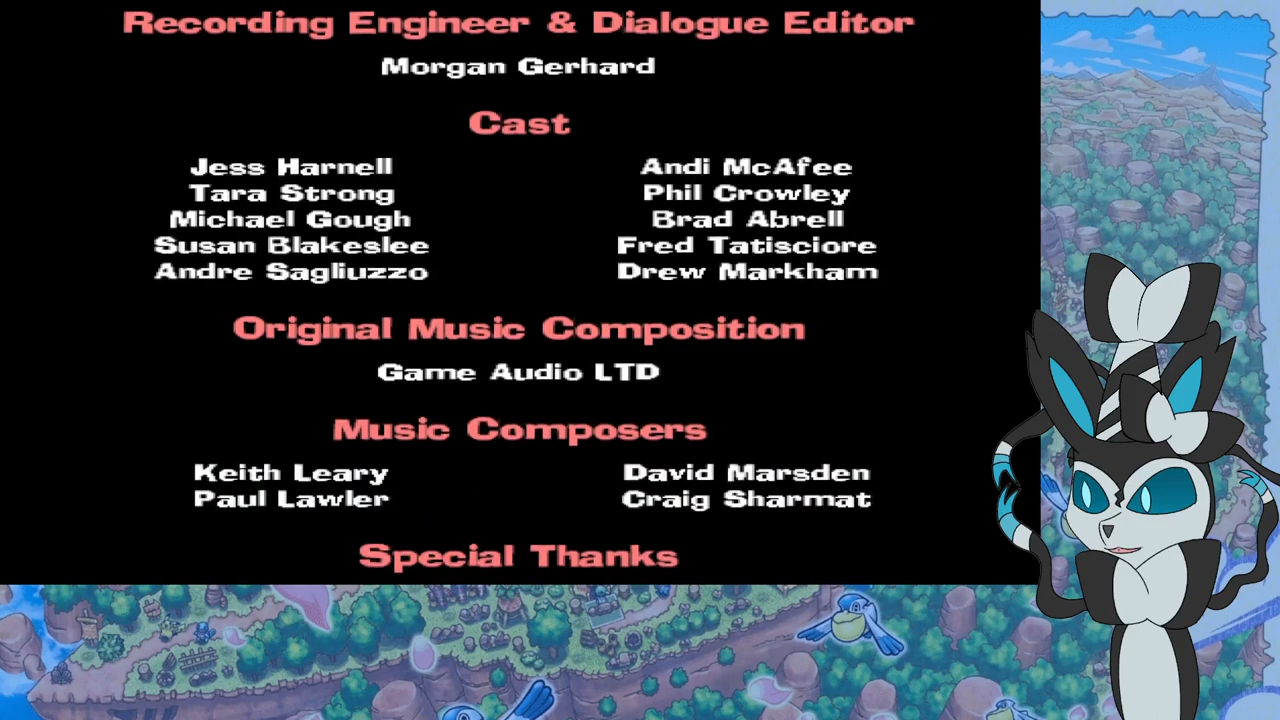 Recording Engineer & Dialogue Editor
Morgan Gerhard
Cast
Jess Harnell Andi McAfee
Tara Strong Phil Crowley
Michael Gough Brad Abrell
Susan Blakeslee Fred Tatisciore
Andre Sagliuzzo Drew Markham
Original Music Composition
Game Audio LTD
Music Composers
Keith Leary David Marsden
Paul Lawler Craig Sharmat
Special Thanks